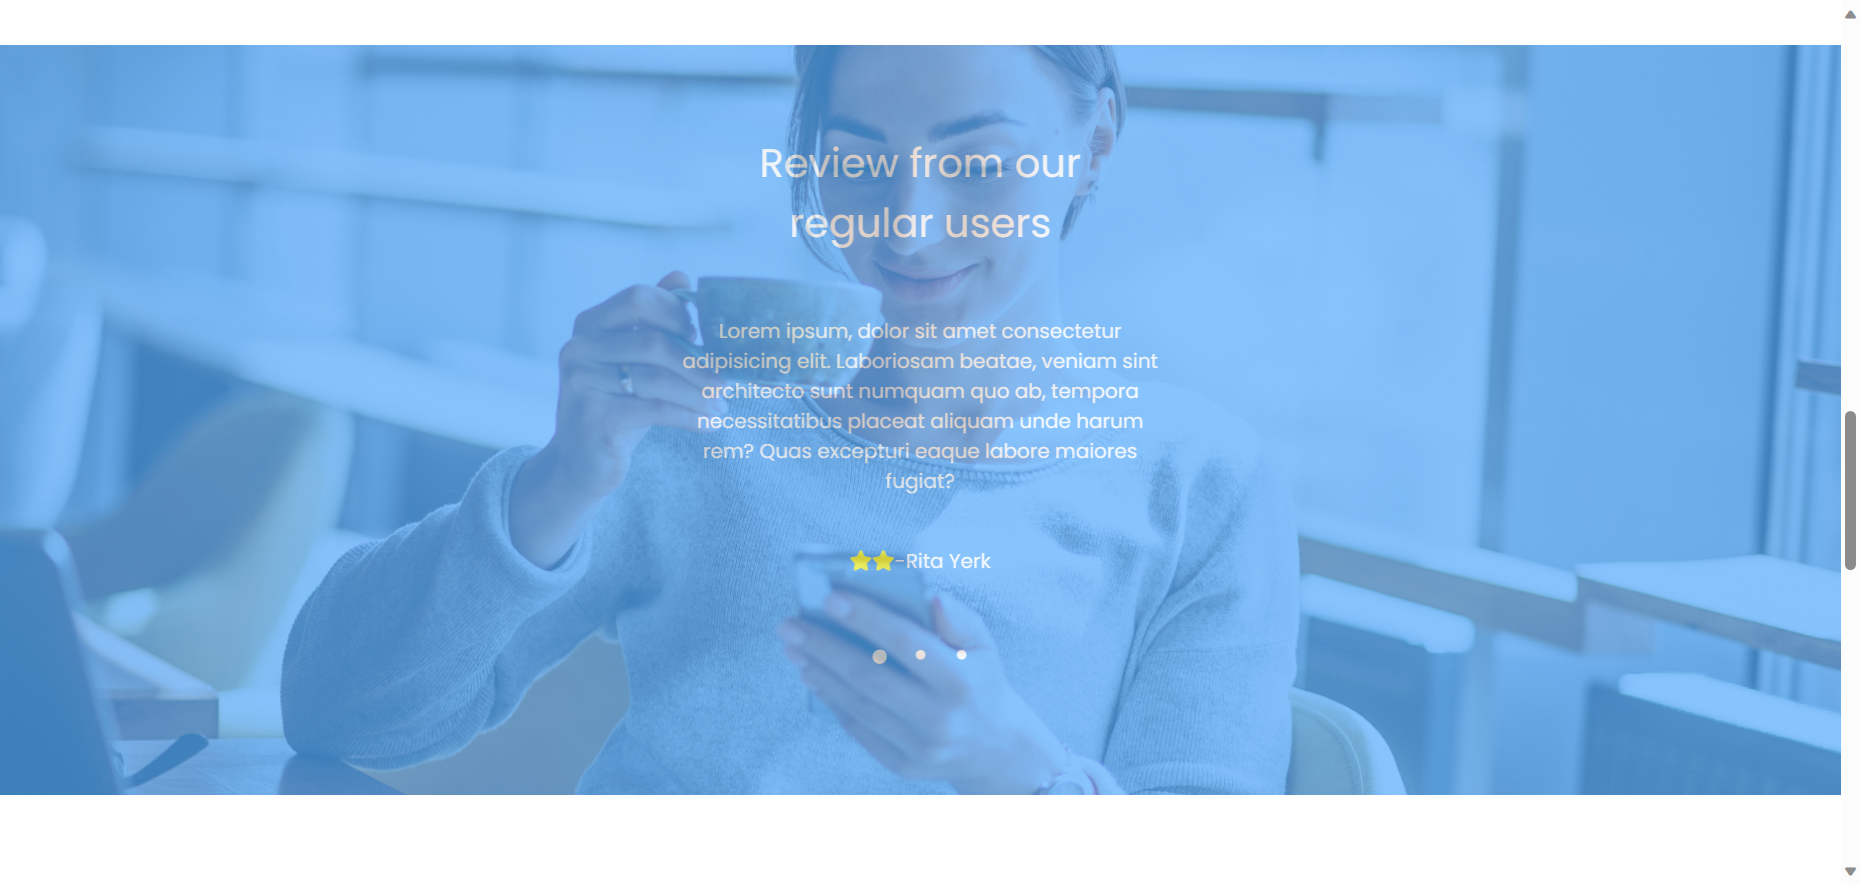 Review from our
regular users
Lorem ipsum, dolor sit amet consectetur
adipisicing elit. Laboriosam beatae, veniam sint
architecto sunt numquam quo ab, tempora
necessitatibus placeat aliquam unde harum
rem? Quas excepturi eaque labore maiores
fugiat?
⭐⭐-Rita Yerk